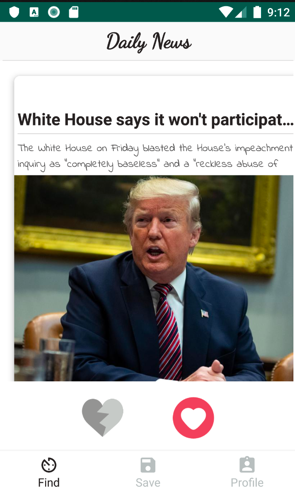 9:12
Daily News
White House says it won't participat...
The White House on Friday blasted the House's impeachment
inquiry as "completely baseless" and a "reckless abuse of
Find
Save
Profile